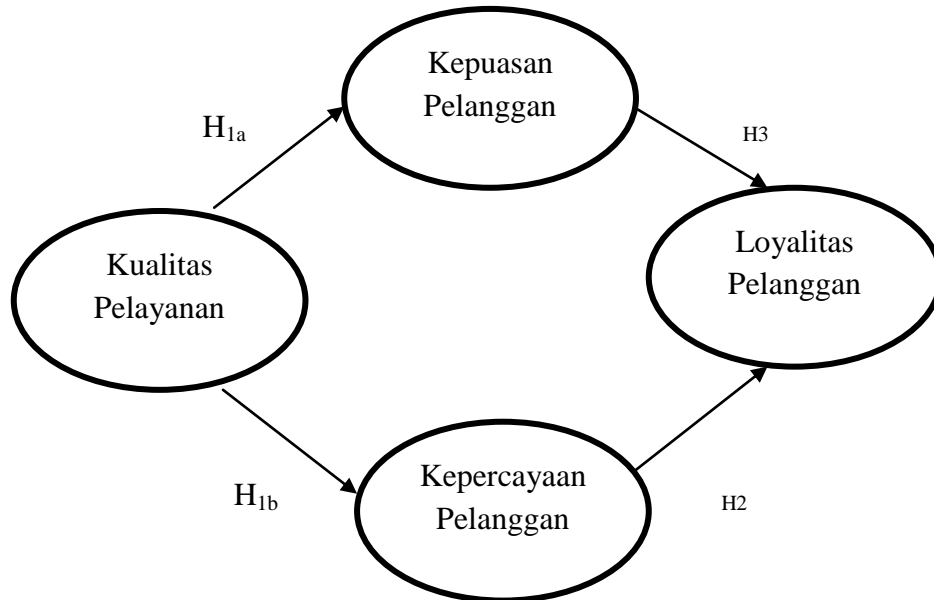 Kepuasan
Pelanggan
H1a
H3
Loyalitas
Pelanggan
Kualitas
Pelayanan
Kepercayaan
Pelanggan
H1b
H2